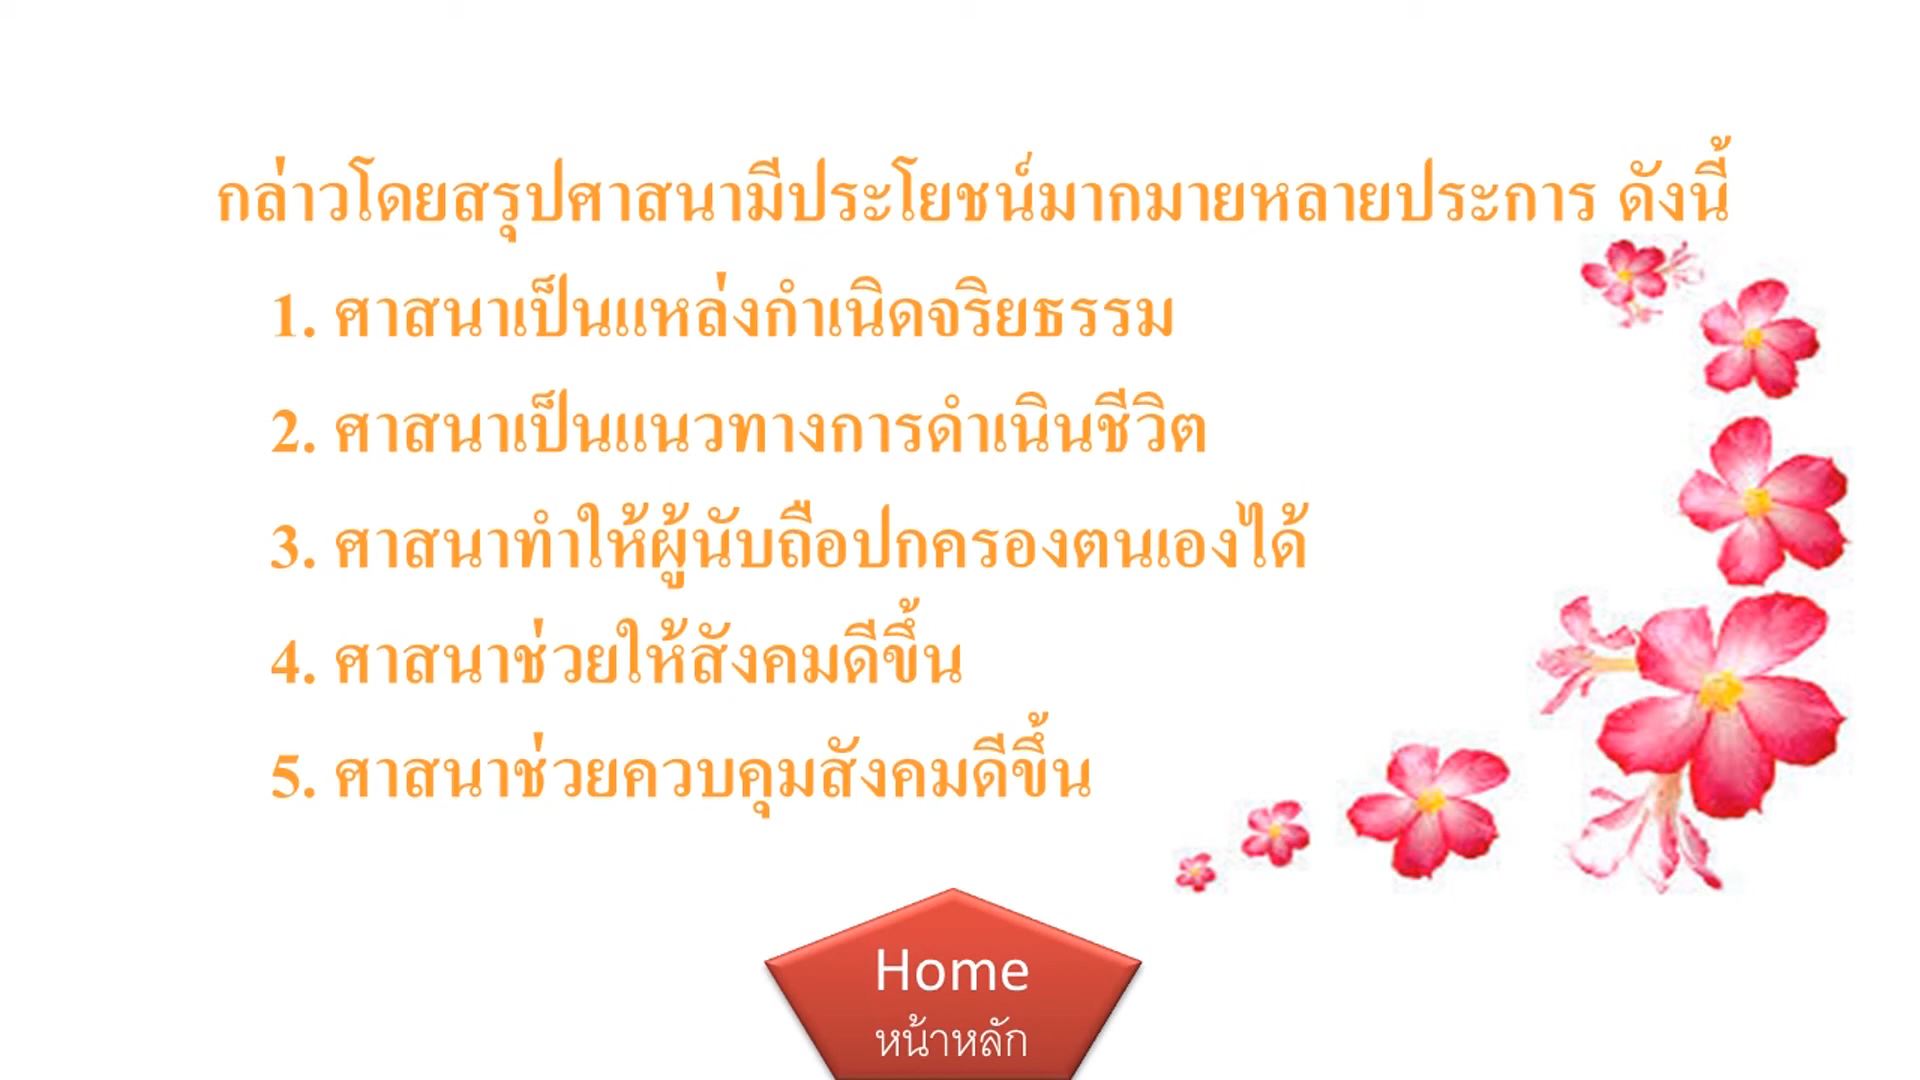 กล่าวโดยสรุปศาสนามีประโยชน์มากมายหลายประการ ดังนี้
1. ศาสนาเป็นแหล่งกำเนิดจริยธรรม
2. ศาสนาเป็นแนวทางการดำเนินชีวิต
3. ศาสนาทำให้ผู้นับถือปกครองตนเองได้
4. ศาสนาช่วยให้สังคมดีขึ้น
5. ศาสนาช่วยควบคุมสังคมดีขึ้น
Home
หน้าหลัก